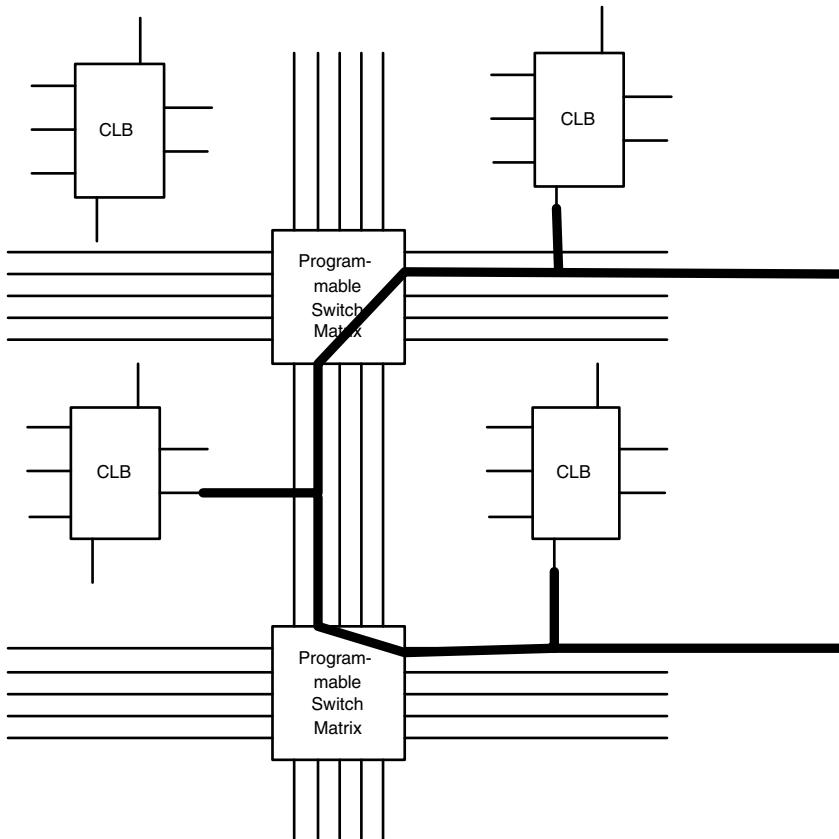 CLB
CLB
Program-
mable
Switch
Matrix
CLB
CLB
Program-
mable
Switch
Matrix